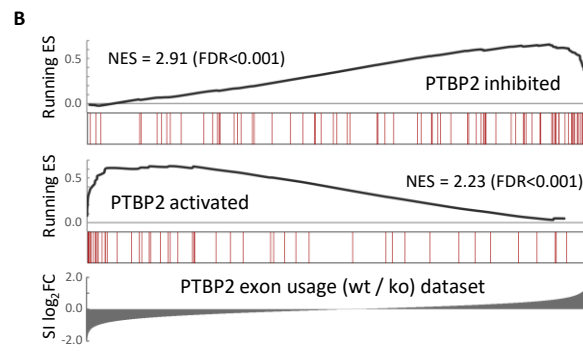 B
Running ES
0.5
0.0
NES = 2.91 (FDR<0.001)
PTBP2 inhibited
Running ES
0.5
0.0
NES = 2.23 (FDR<0.001)
PTBP2 activated
SI log₂FC
2.0
0.0
-2.0
PTBP2 exon usage (wt / ko) dataset